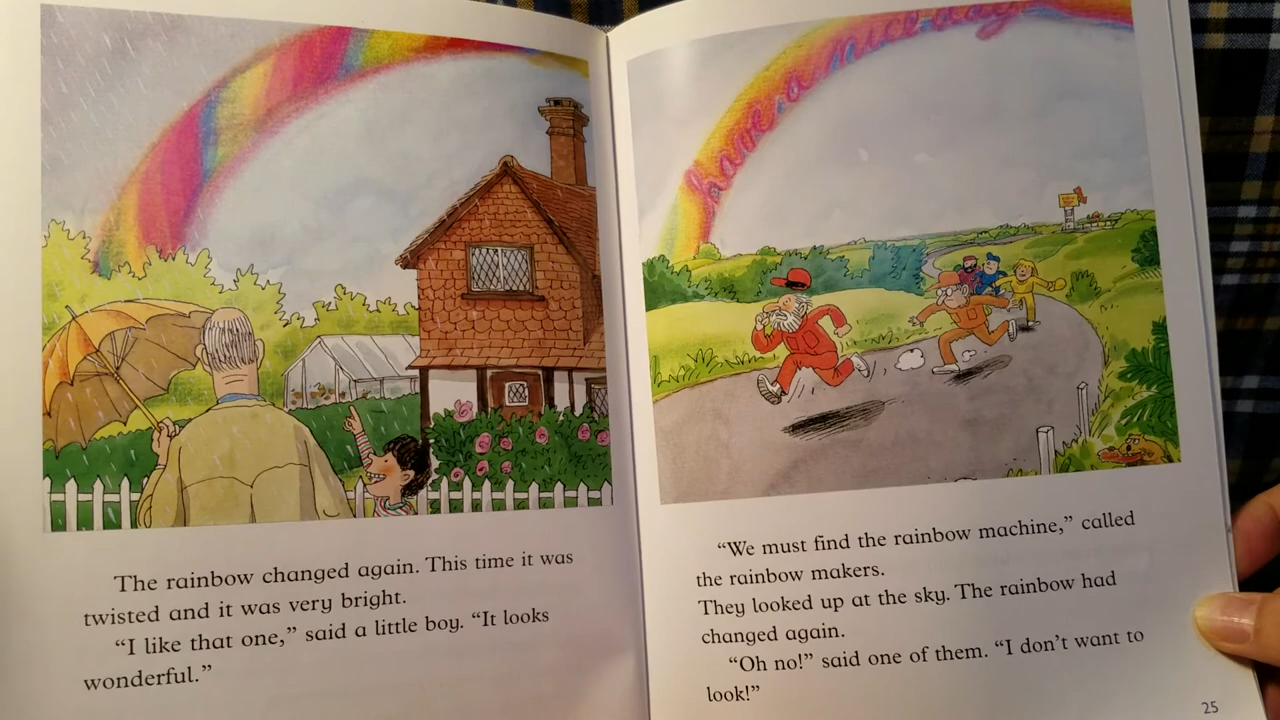 The rainbow changed again. This time it was
twisted and it was very bright.
"I like that one," said a little boy. "It looks
wonderful."
have a nice day
"We must find the rainbow machine," called
the rainbow makers.
They looked up at the sky. The rainbow had
changed again.
"Oh no!" said one of them. "I don't want to
look!"
25